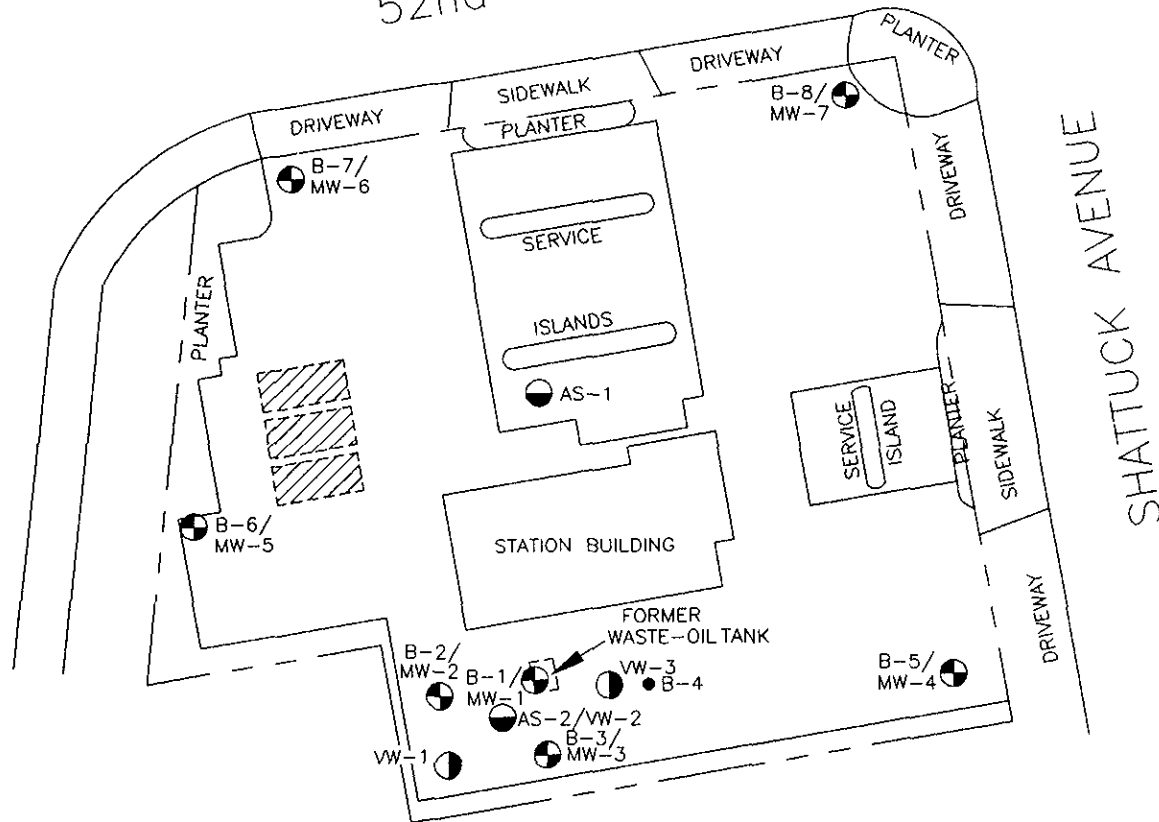 52nd
DRIVEWAY
SIDEWALK
DRIVEWAY
PLANTER
PLANTER
B-8/
MW-7
B-7/
MW-6
DRIVEWAY
SHATTUCK AVENUE
SERVICE
PLANTER
ISLANDS
AS-1
SERVICE
ISLAND
PLANTER
SIDEWALK
B-6/
MW-5
STATION BUILDING
FORMER
WASTE-OIL TANK
DRIVEWAY
B-2/
MW-2
B-1/
MW-1
VW-3
B-4
B-5/
MW-4
AS-2/VW-2
B-3/
MW-3
VW-1